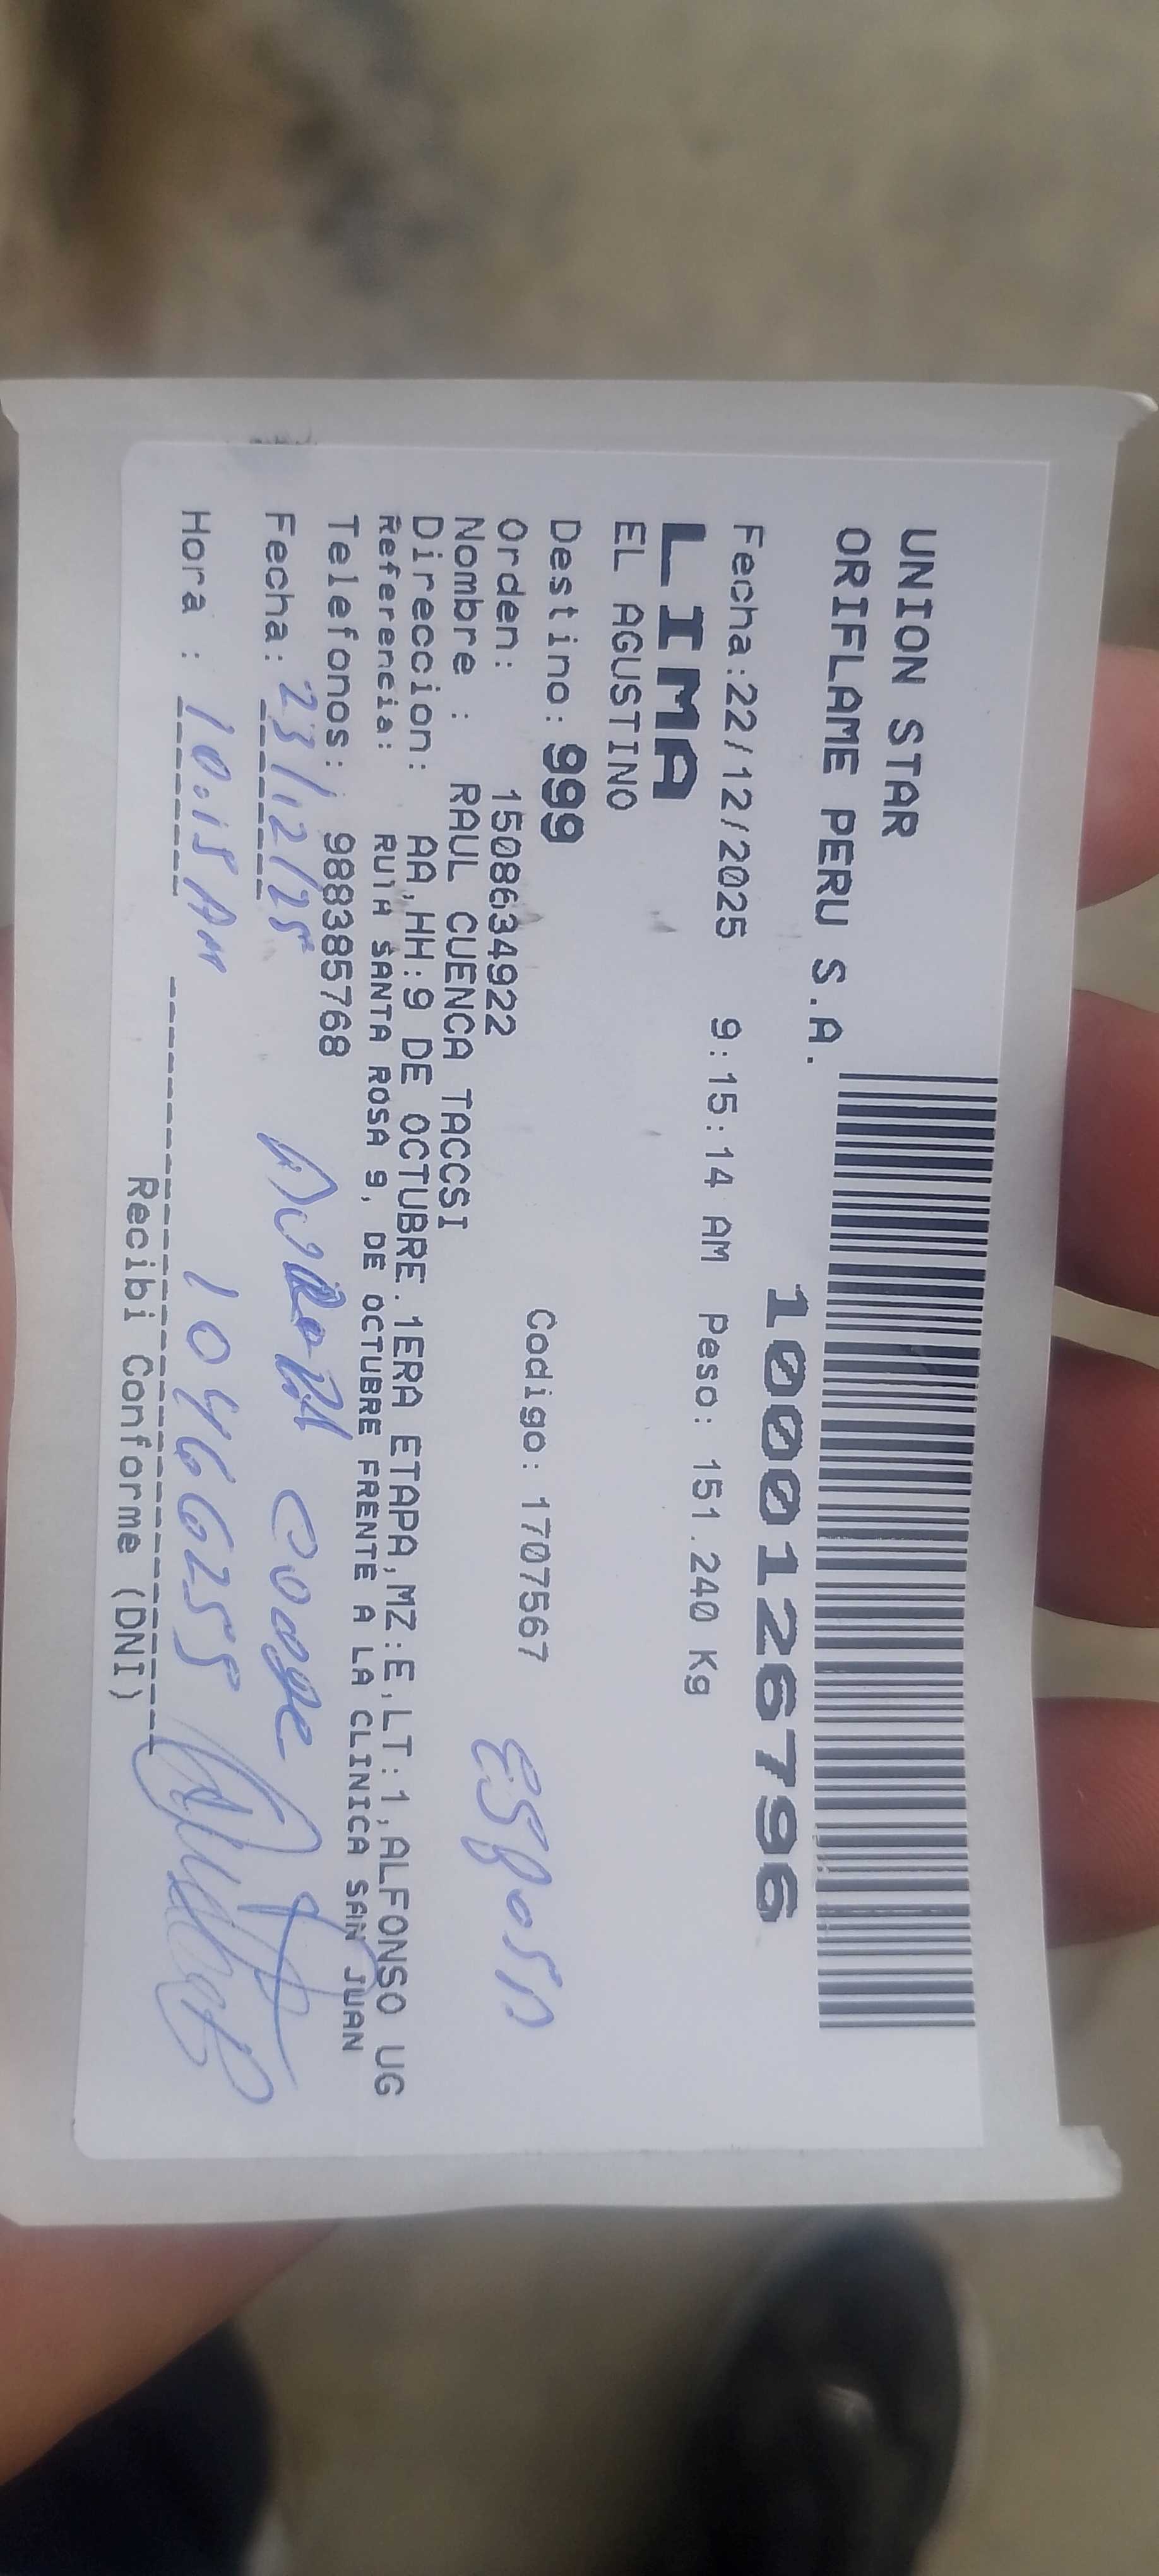 UNION STAR
ORIFLAME PERU S.A.
1000126796
Fecha:22/12/2025 9:15:14 AM Peso: 151.240 Kg
LIMA
EL AGUSTINO
Destino: 999 Codigo: 1707567
Orden: 1508634922
Nombre : RAUL CUENCA TACCSI
Direccion: AA,HH:9 DE OCTUBRE.1ERA ETAPA,MZ:E,LT:1,ALFONSO UG
Referencia: RUTA SANTA ROSA 9, DE OCTUBRE FRENTE A LA CLINICA SAN JUAN
Telefonos: 988385768
Fecha: 23/12/25
Hora : 10:15 Am 10466255
Recibi Conforme (DNI)